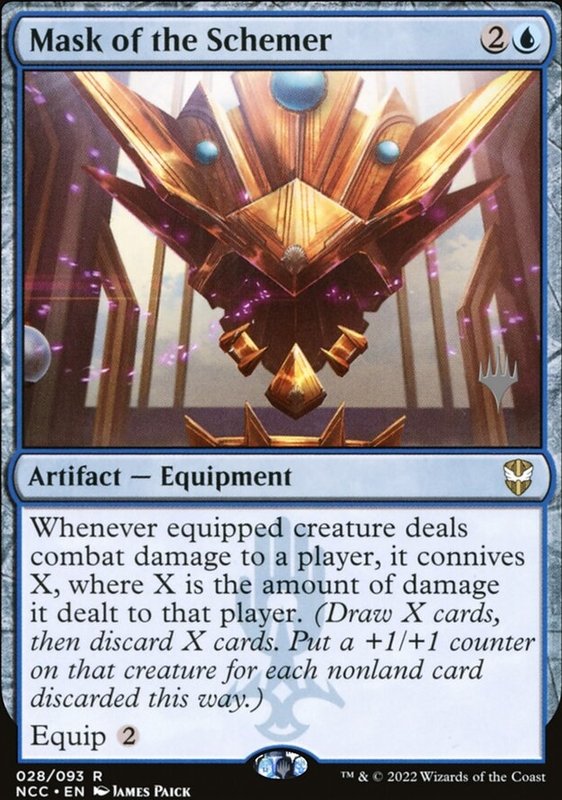 Mask of the Schemer 2
Artifact — Equipment
Whenever equipped creature deals
combat damage to a player, it connives
X, where X is the amount of damage
it dealt to that player. (Draw X cards,
then discard X cards. Put a +1/+1 counter
on that creature for each nonland card
discarded this way.)
Equip 2
028/093 R
NCC • EN James Paick
™ & © 2022 Wizards of the Coast